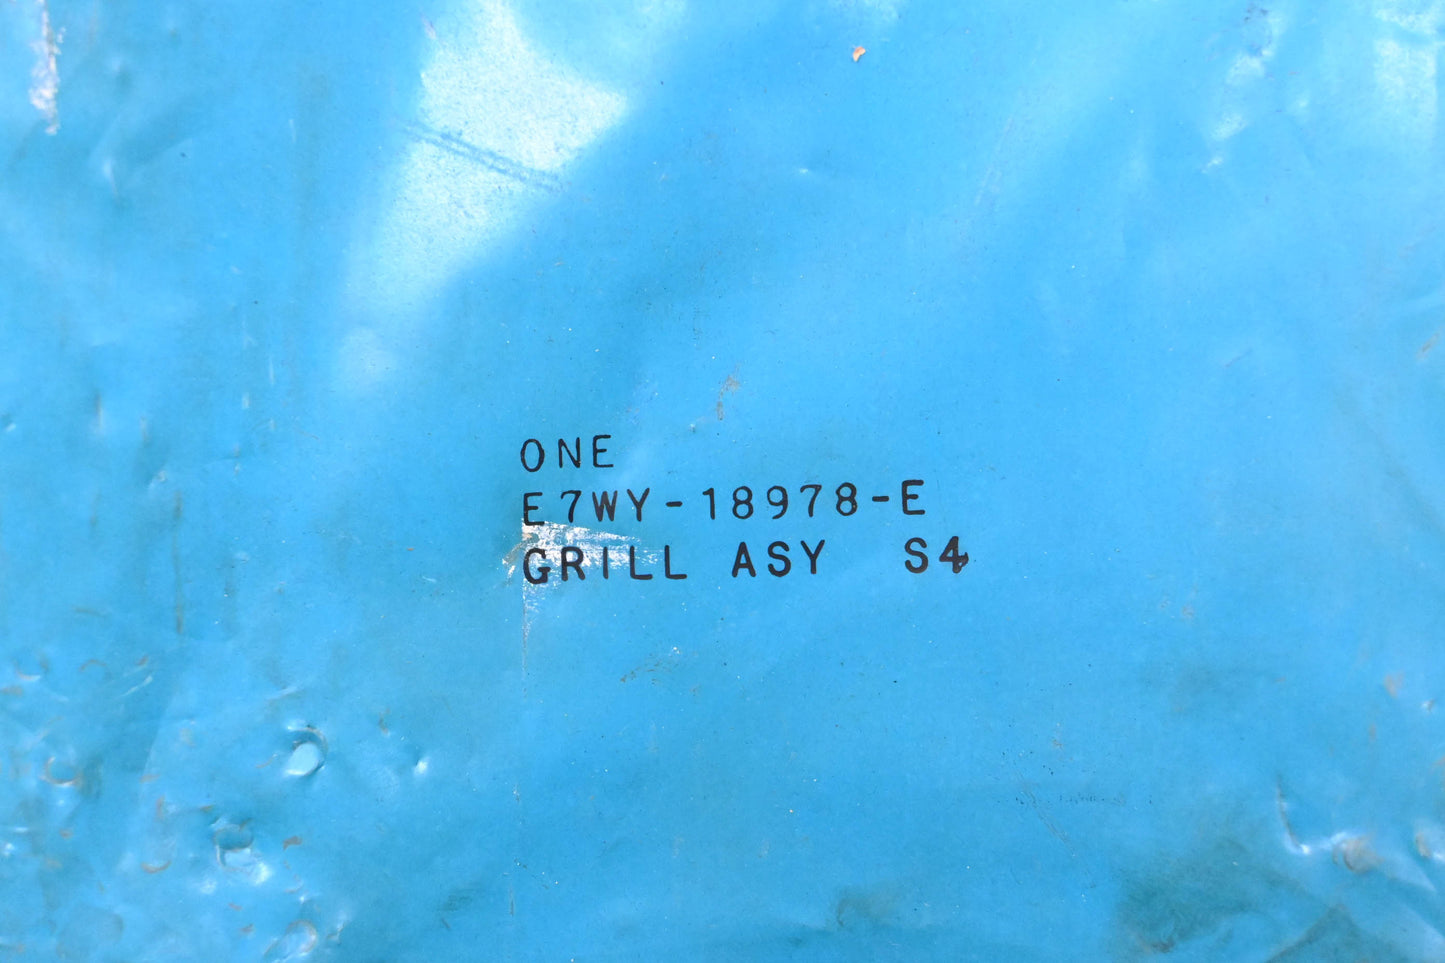 ONE
E7WY-18978-E
GRILL ASY S4